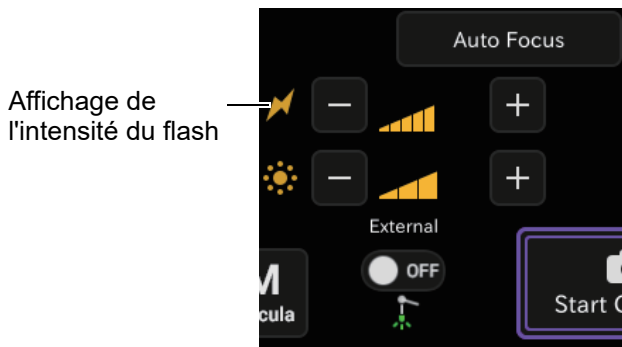 Auto Focus
Affichage de
l'intensité du flash
External
OFF
M
cula
Start